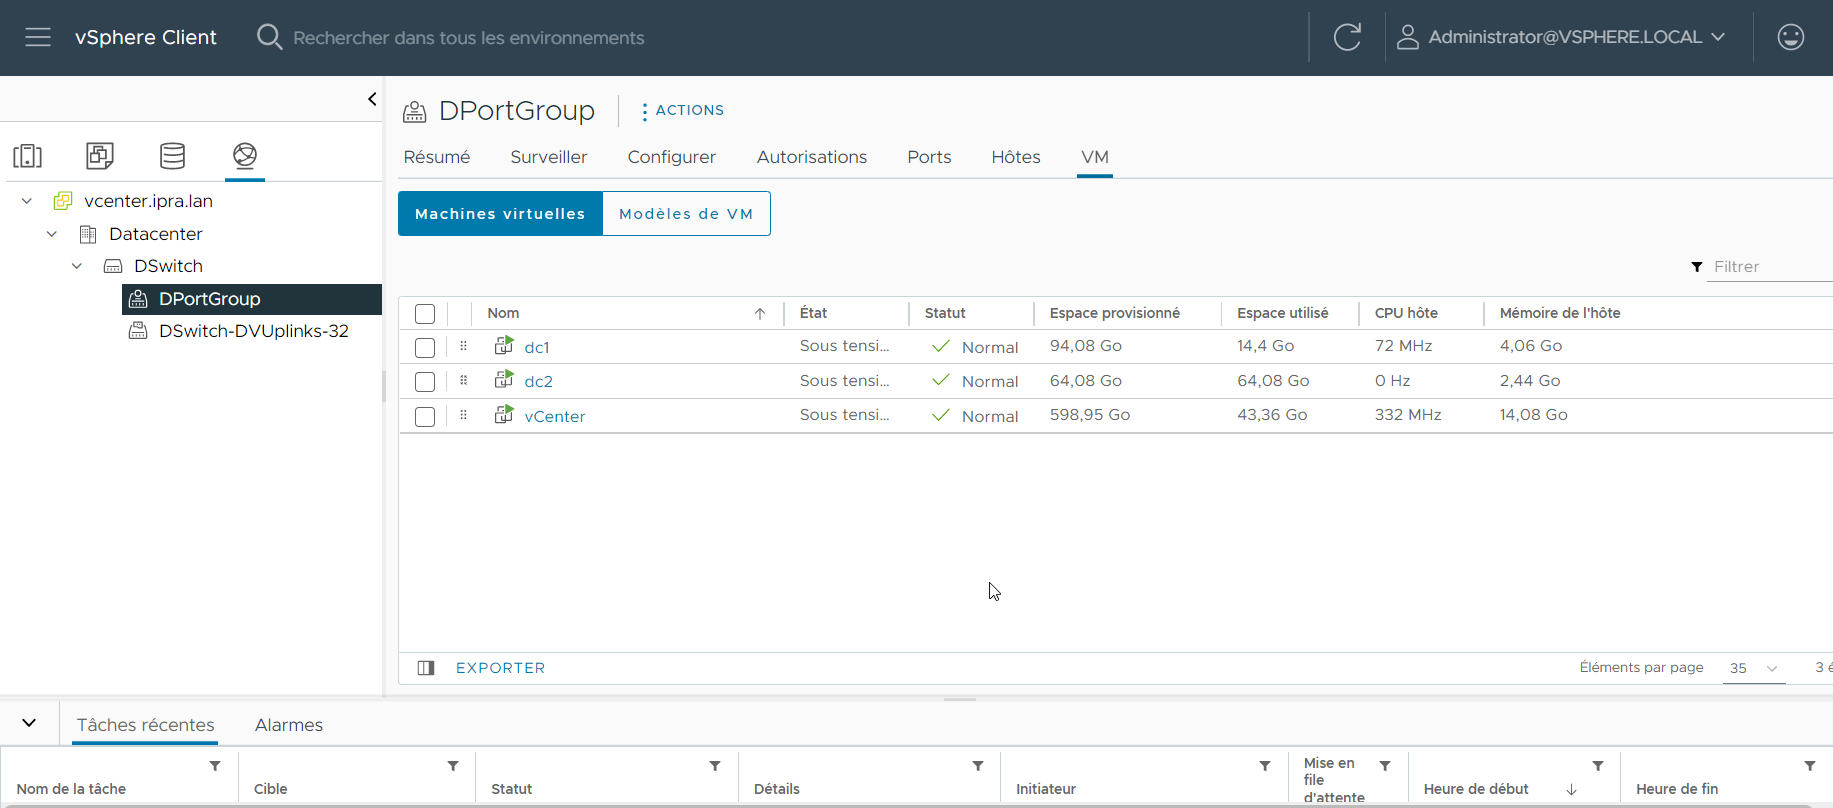 vSphere Client
Rechercher dans tous les environnements
Administrator@VSPHERE.LOCAL
vcenter.ipra.lan
Datacenter
DSwitch
DPortGroup
DSwitch-DVUplinks-32
DPortGroup
ACTIONS
Résumé Surveiller Configurer Autorisations Ports Hôtes VM
Machines virtuelles Modèles de VM
Filtrer
Nom État Statut Espace provisionné Espace utilisé CPU hôte Mémoire de l'hôte
dc1 Sous tensi... Normal 94,08 Go 14,4 Go 72 MHz 4,06 Go
dc2 Sous tensi... Normal 64,08 Go 64,08 Go 0 Hz 2,44 Go
vCenter Sous tensi... Normal 598,95 Go 43,36 Go 332 MHz 14,08 Go
EXPORTER
Éléments par page 35 3 é
Tâches récentes Alarmes
Nom de la tâche Cible Statut Détails Initiateur Mise en
file
d'attente Heure de début Heure de fin